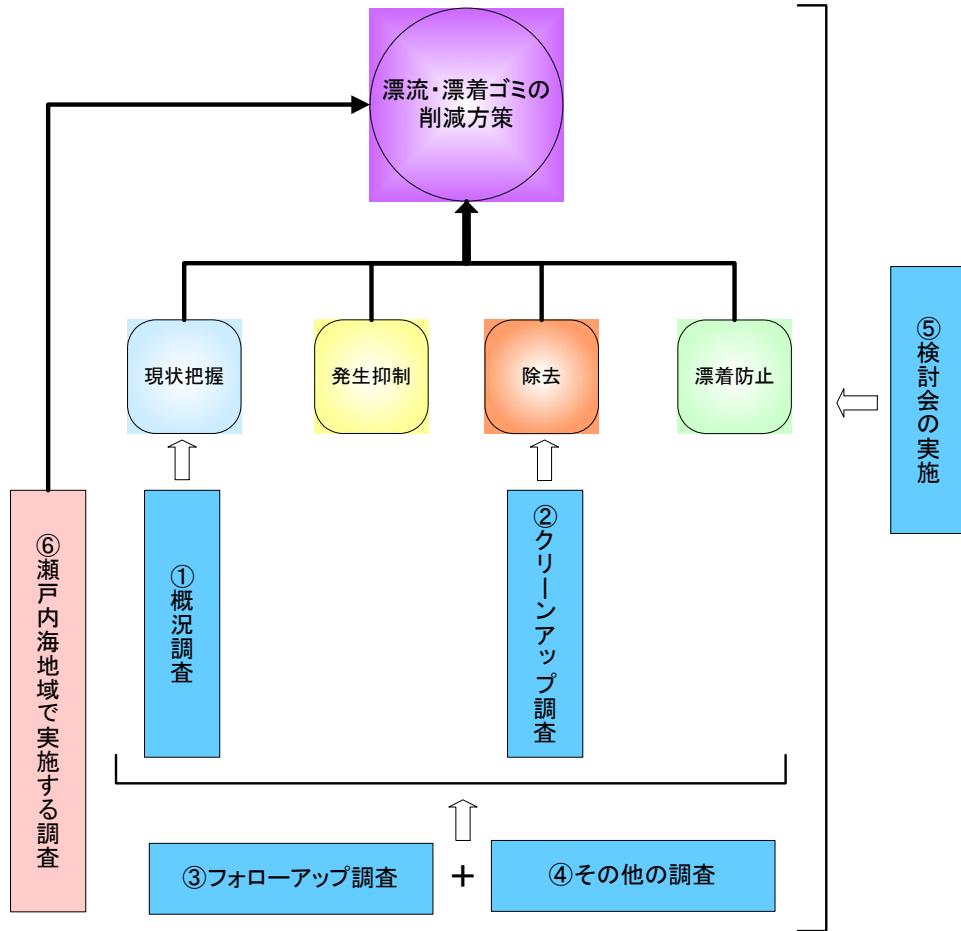 漂流・漂着ゴミの
削減方策
現状把握
発生抑制
除去
漂着防止
⑤検討会の実施
⑥瀬戸内海地域で実施する調査
①概況調査
②クリーンアップ調査
③フォローアップ調査
+
④その他の調査